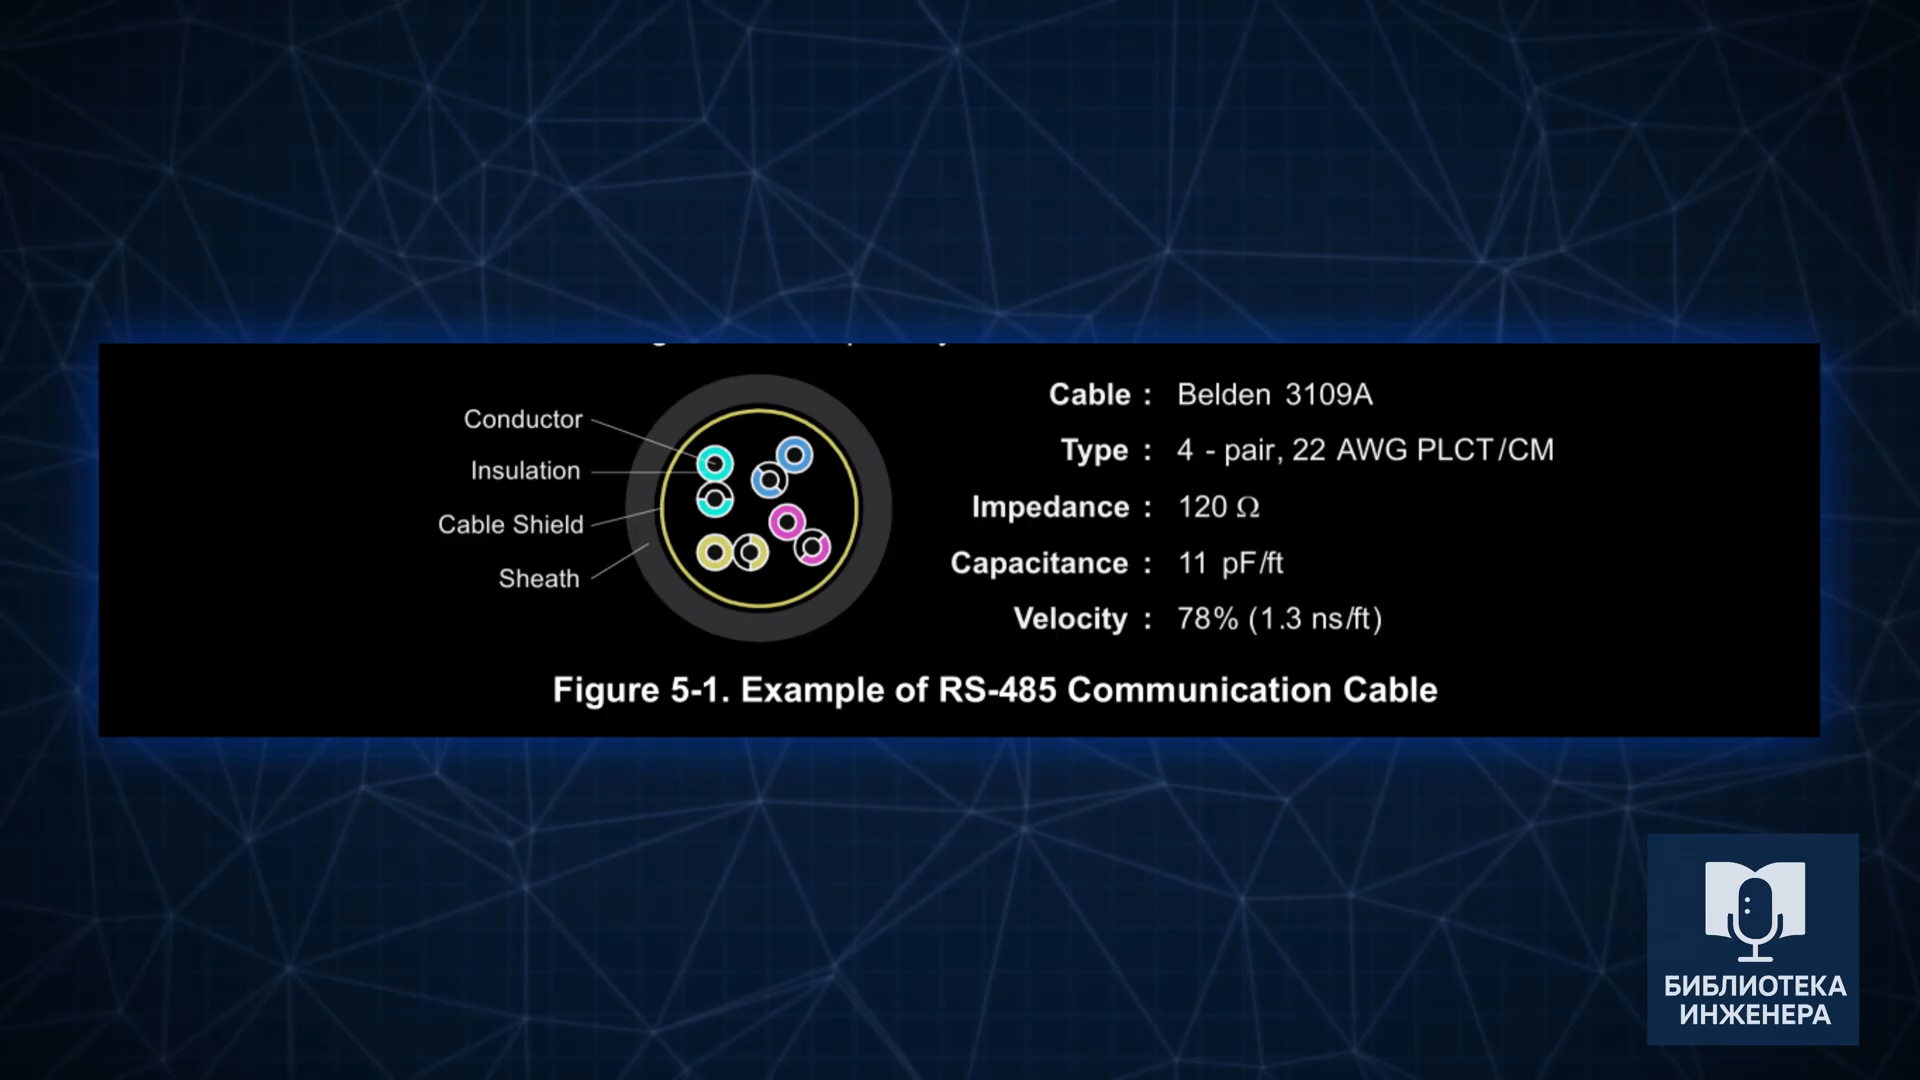 Conductor
Insulation
Cable Shield
Sheath
Cable : Belden 3109A
Type : 4 - pair, 22 AWG PLCT/CM
Impedance : 120 Ω
Capacitance : 11 pF/ft
Velocity : 78% (1.3 ns/ft)
Figure 5-1. Example of RS-485 Communication Cable
БИБЛИОТЕКА
ИНЖЕНЕРА